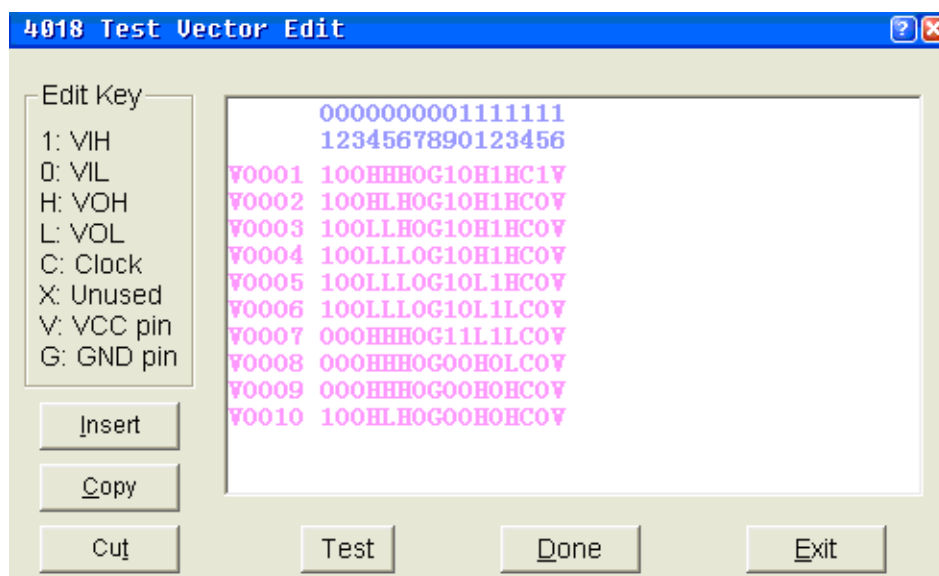 4018 Test Vector Edit
Edit Key
1: VIH
0: VIL
H: VOH
L: VOL
C: Clock
X: Unused
V: VCC pin
G: GND pin
Insert
Copy
Cut
0000000001111111
1234567890123456
V0001 100HHH0G10H1HC1V
V0002 100HLH0G10H1HC0V
V0003 100LLH0G10H1HC0V
V0004 100LLL0G10H1HC0V
V0005 100LLL0G10L1HC0V
V0006 100LLL0G10L1LC0V
V0007 000HHH0G11L1LC0V
V0008 000HHH0G00H0LC0V
V0009 000HHH0G00H0HC0V
V0010 100HLH0G00H0HC0V
Test
Done
Exit